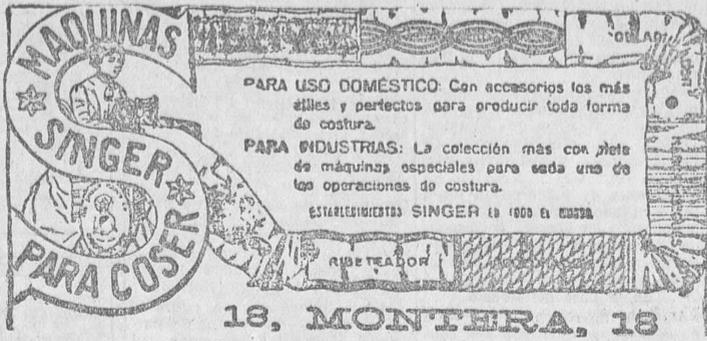 MAQUINAS
SINGER
PARA COSER
PARA USO DOMÉSTICO: Con accesorios los más
útiles y perfectos para producir toda forma
de costura.
PARA INDUSTRIAS: La colección más completa
de máquinas especiales para cada una de
las operaciones de costura.
ESTABLECIMIENTOS SINGER EN TODO EL MUNDO
RIBETEADOR
18, MONTERA, 18